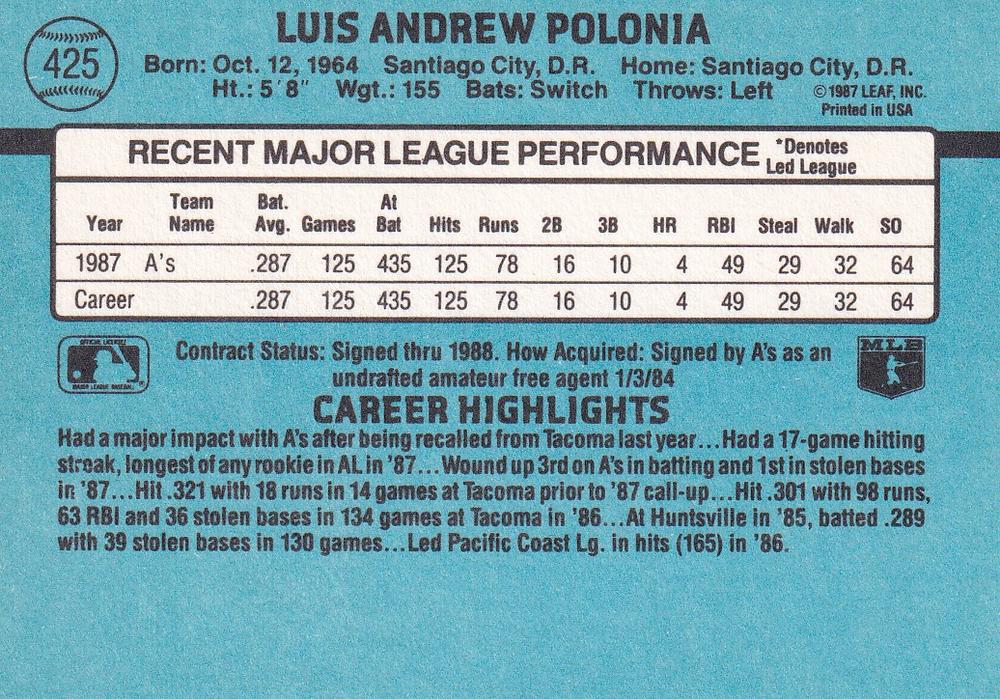 LUIS ANDREW POLONIA
425
Born: Oct. 12, 1964 Santiago City, D.R. Home: Santiago City, D.R.
Ht.: 5'8" Wgt.: 155 Bats: Switch Throws: Left ©1987 LEAF, INC.
Printed in USA
RECENT MAJOR LEAGUE PERFORMANCE *Denotes Led League
Year Team Name Bat. Avg. Games At Bat Hits Runs 2B 3B HR RBI Steal Walk SO
1987 A's .287 125 435 125 78 16 10 4 49 29 32 64
Career .287 125 435 125 78 16 10 4 49 29 32 64
OFFICIAL LICENSEE
MAJOR LEAGUE BASEBALL
MLB
Contract Status: Signed thru 1988. How Acquired: Signed by A's as an
undrafted amateur free agent 1/3/84
CAREER HIGHLIGHTS
Had a major impact with A's after being recalled from Tacoma last year...Had a 17-game hitting
streak, longest of any rookie in AL in '87...Wound up 3rd on A's in batting and 1st in stolen bases
in '87...Hit .321 with 18 runs in 14 games at Tacoma prior to '87 call-up...Hit .301 with 98 runs,
63 RBI and 36 stolen bases in 134 games at Tacoma in '86...At Huntsville in '85, batted .289
with 39 stolen bases in 130 games...Led Pacific Coast Lg. in hits (165) in '86.